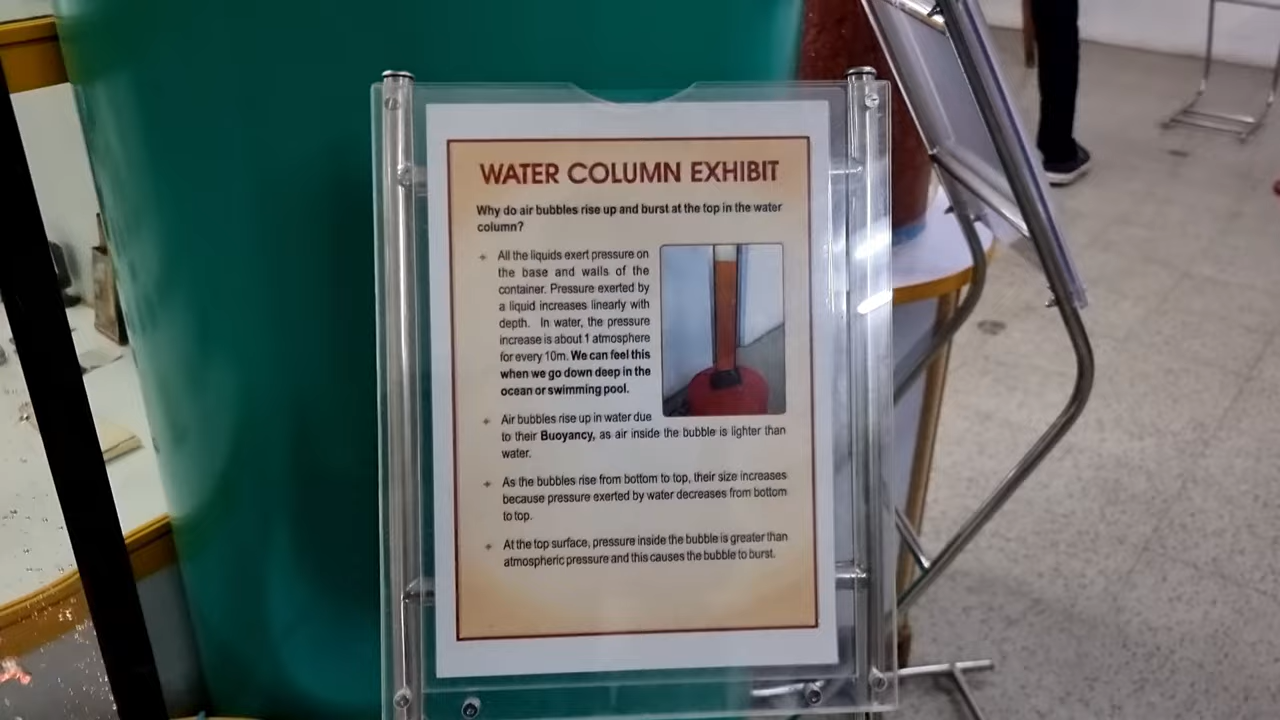 WATER COLUMN EXHIBIT
Why do air bubbles rise up and burst at the top in the water
column?
All the liquids exert pressure on
the base and walls of the
container. Pressure exerted by
a liquid increases linearly with
depth. In water, the pressure
increase is about 1 atmosphere
for every 10m. We can feel this
when we go down deep in the
ocean or swimming pool.
Air bubbles rise up in water due
to their Buoyancy, as air inside the bubble is lighter than
water.
As the bubbles rise from bottom to top, their size increases
because pressure exerted by water decreases from bottom
to top.
At the top surface, pressure inside the bubble is greater than
atmospheric pressure and this causes the bubble to burst.